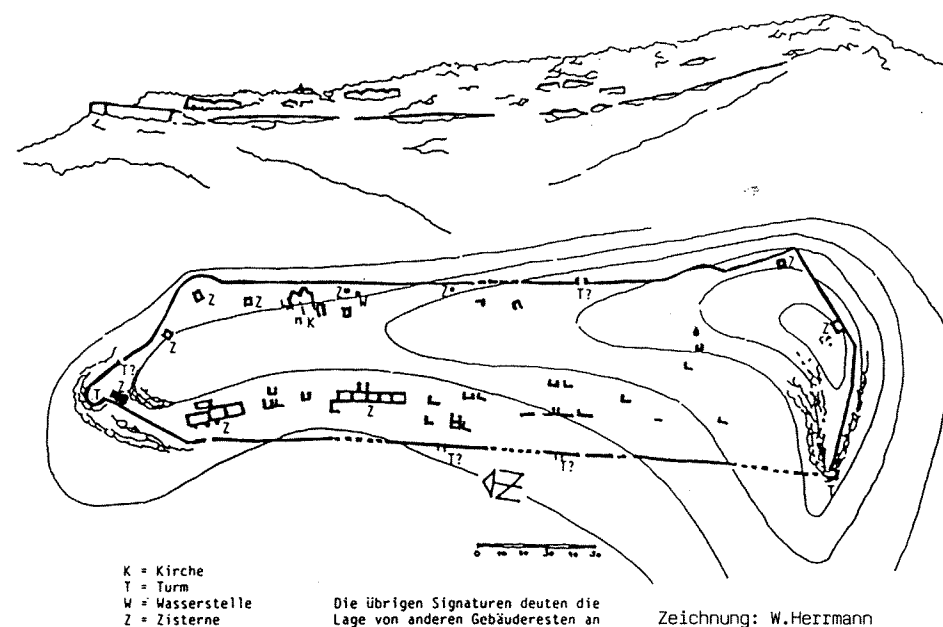 Z
Z
Z
Z
K
W
Z
T?
Z
Z
T?
T
Z
Z
Z
T?
T?
T
N
K = Kirche
T = Turm
W = Wasserstelle
Z = Zisterne
Die übrigen Signaturen deuten die
Lage von anderen Gebäuderesten an
Zeichnung: W.Herrmann